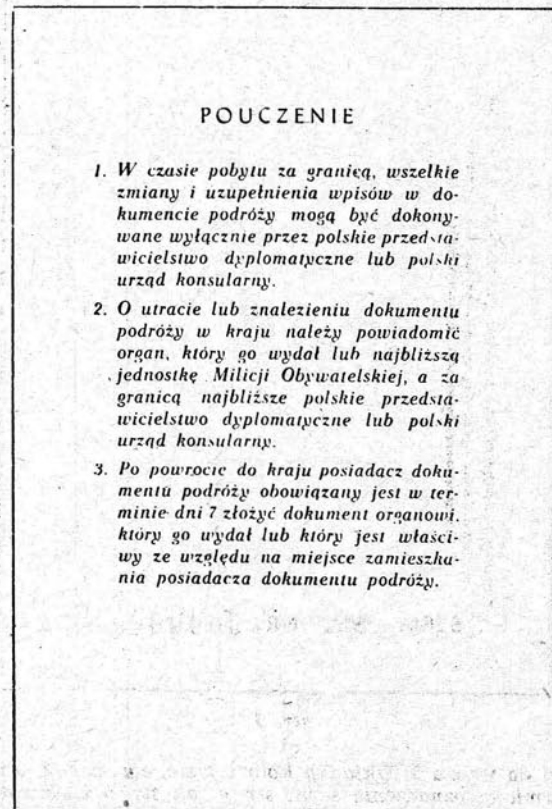 POUCZENIE
1. W czasie pobytu za granicą, wszelkie
zmiany i uzupełnienia wpisów w do-
kumencie podróży mogą być dokony-
wane wyłącznie przez polskie przedsta-
wicielstwo dyplomatyczne lub polski
urząd konsularny.
2. O utracie lub znalezieniu dokumentu
podróży w kraju należy powiadomić
organ, który go wydał lub najbliższą
jednostkę Milicji Obywatelskiej, a za
granicą najbliższe polskie przedsta-
wicielstwo dyplomatyczne lub polski
urząd konsularny.
3. Po powrocie do kraju posiadacz doku-
mentu podróży obowiązany jest w ter-
minie dni 7 złożyć dokument organowi,
który go wydał lub który jest właści-
wy ze względu na miejsce zamieszka-
nia posiadacza dokumentu podróży.